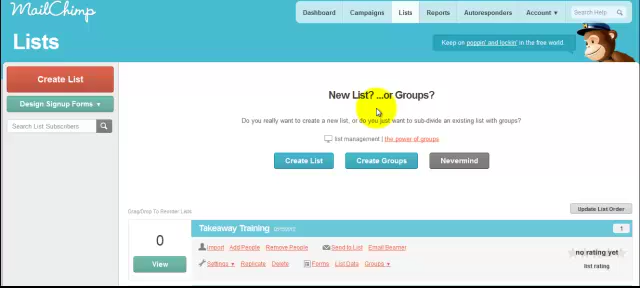 MailChimp
Dashboard Campaigns Lists Reports Autoresponders Account ▾ Search Help
Lists
Keep on poppin' and lockin' in the free world.
Create List
Design Signup Forms ▾
Search List Subscribers
New List? ...or Groups?
Do you really want to create a new list, or do you just want to sub-divide an existing list with groups?
list management | the power of groups
Create List Create Groups Nevermind
Drag/Drop To Reorder Lists
Update List Order
Takeaway Training
1
0
View
Import Add People Remove People Send to List Email Beamer
Settings ▾ Replicate Delete Forms List Data Groups ▾
no rating yet
list rating